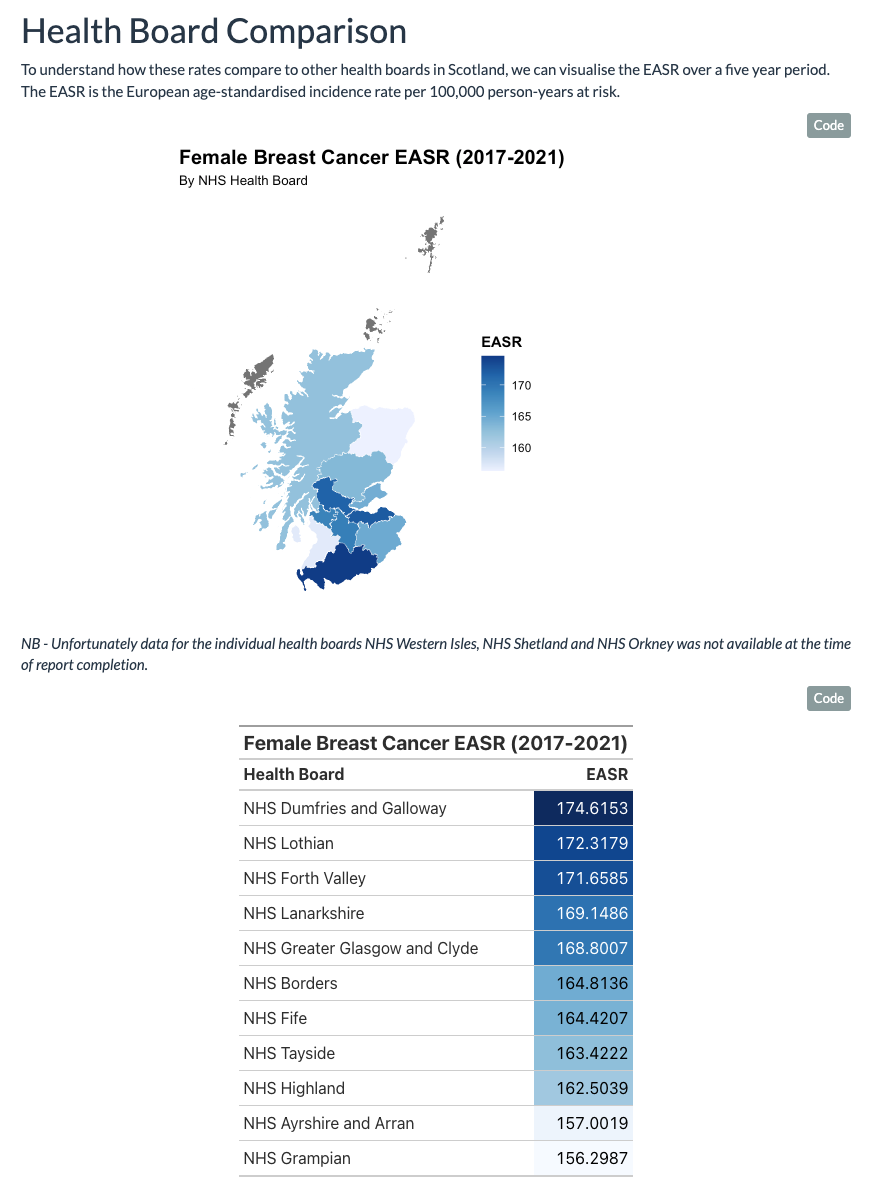 Health Board Comparison
To understand how these rates compare to other health boards in Scotland, we can visualise the EASR over a five year period.
The EASR is the European age-standardised incidence rate per 100,000 person-years at risk.
Code
Female Breast Cancer EASR (2017-2021)
By NHS Health Board
EASR
170
165
160
NB - Unfortunately data for the individual health boards NHS Western Isles, NHS Shetland and NHS Orkney was not available at the time
of report completion.
Code
Female Breast Cancer EASR (2017-2021)
Health Board EASR
NHS Dumfries and Galloway 174.6153
NHS Lothian 172.3179
NHS Forth Valley 171.6585
NHS Lanarkshire 169.1486
NHS Greater Glasgow and Clyde 168.8007
NHS Borders 164.8136
NHS Fife 164.4207
NHS Tayside 163.4222
NHS Highland 162.5039
NHS Ayrshire and Arran 157.0019
NHS Grampian 156.2987